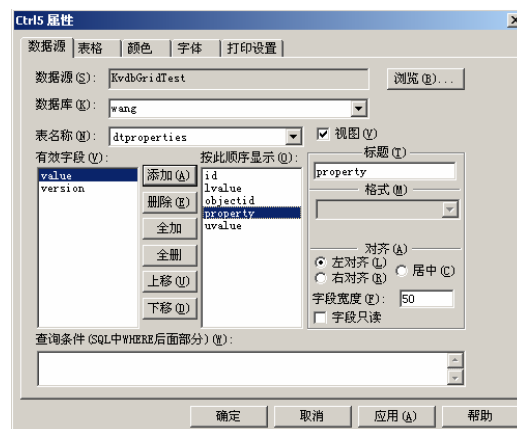 Ctrl5 属性
数据源 表格 颜色 字体 打印设置
数据源(S): KvdbGridTest 浏览(B)...
数据库(K): wang
表名称(N): dtproperties 视图(V)
有效字段(V): 按此顺序显示(O): 标题(T)
value 添加(A) id property
version lvalue 格式(M)
删除(E) objectid
property
全加 uvalue
全删 对齐(A)
左对齐(L) 居中(C)
上移(U) 右对齐(R)
下移(D) 字段宽度(F): 50
字段只读
查询条件(SQL中WHERE后面部分)(W):
确定 取消 应用(A) 帮助